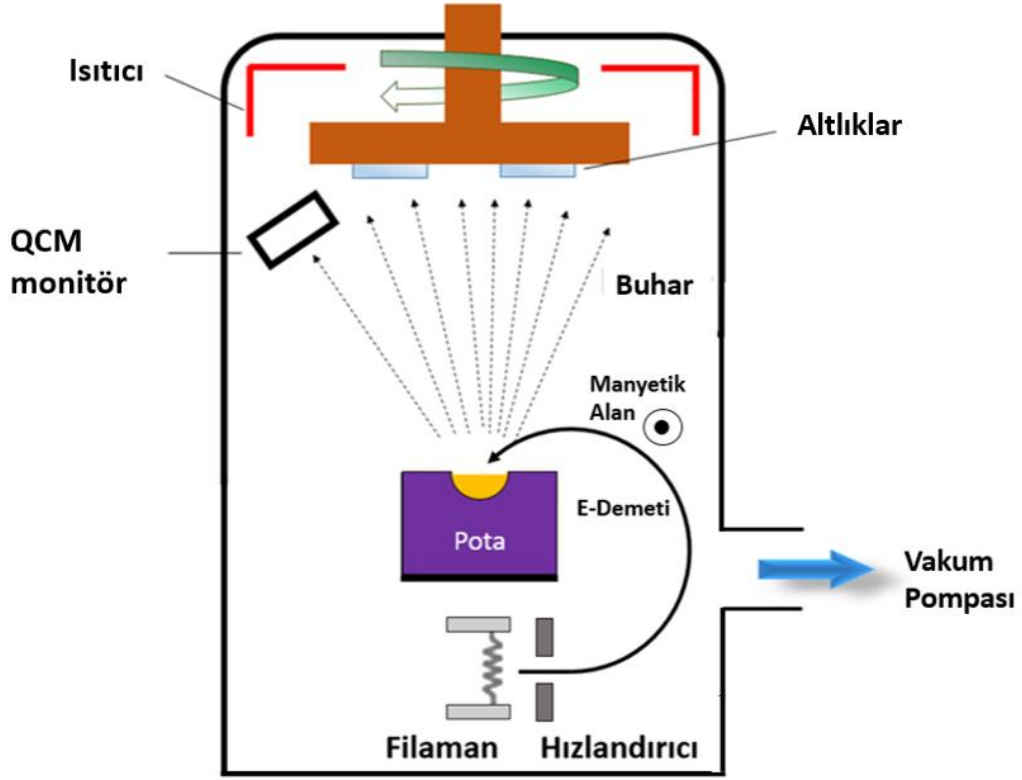 Isıtıcı
Altlıklar
QCM
monitör
Buhar
Manyetik
Alan
E-Demeti
Pota
Vakum
Pompası
Filaman
Hızlandırıcı